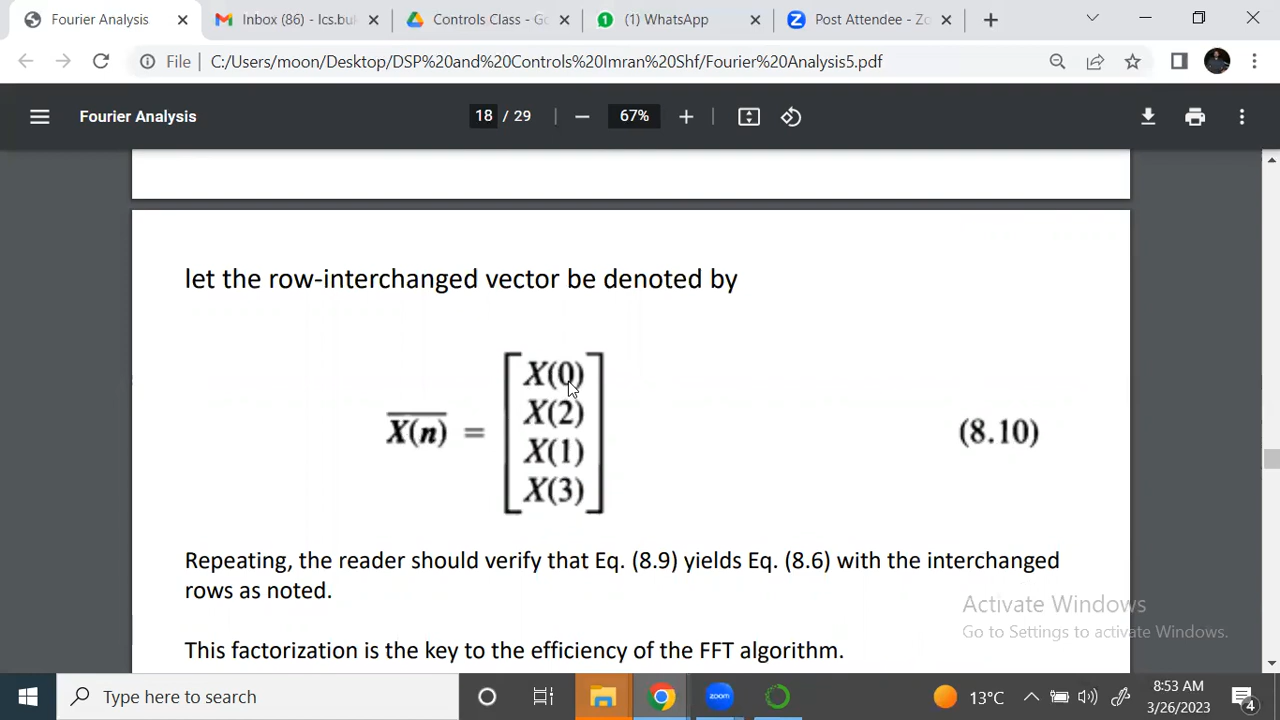 Fourier Analysis
Inbox (86) - lcs.bu
Controls Class - Go
(1) WhatsApp
Post Attendee - Zo
File
C:/Users/moon/Desktop/DSP%20and%20Controls%20Imran%20Shf/Fourier%20Analysis5.pdf
Fourier Analysis
18 / 29
67%
let the row-interchanged vector be denoted by
X(0)
X(2)
X(n) =
X(1)
X(3)
(8.10)
Repeating, the reader should verify that Eq. (8.9) yields Eq. (8.6) with the interchanged
rows as noted.
Activate Windows
Go to Settings to activate Windows.
This factorization is the key to the efficiency of the FFT algorithm.
Type here to search
zoom
13°C
8:53 AM
3/26/2023
4